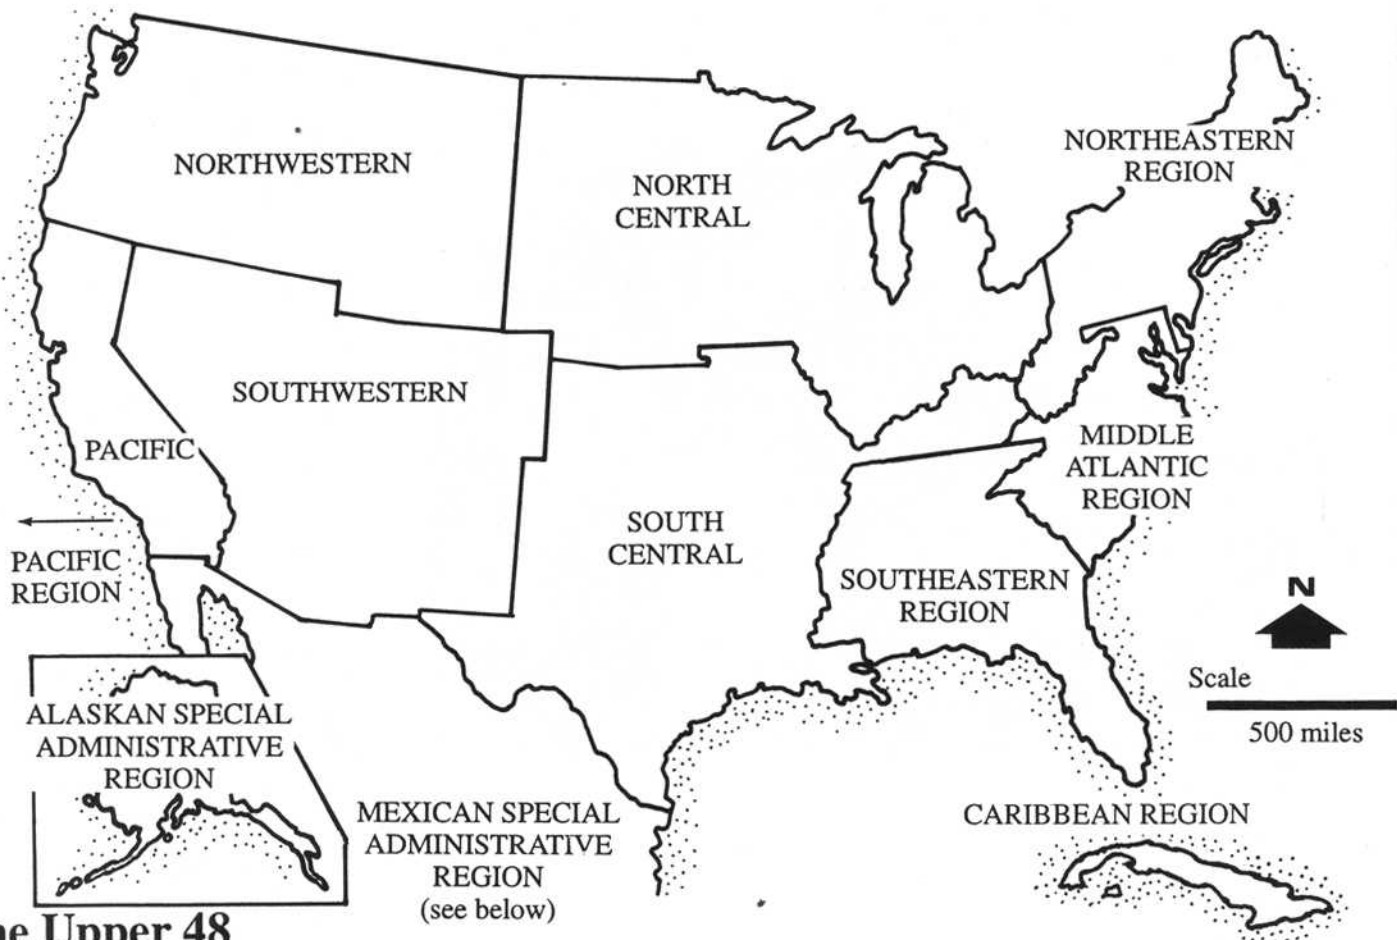 NORTHWESTERN
NORTH
CENTRAL
NORTHEASTERN
REGION
SOUTHWESTERN
PACIFIC
MIDDLE
ATLANTIC
REGION
SOUTH
CENTRAL
PACIFIC
REGION
SOUTHEASTERN
REGION
N
Scale
500 miles
ALASKAN SPECIAL
ADMINISTRATIVE
REGION
MEXICAN SPECIAL
ADMINISTRATIVE
REGION
(see below)
CARIBBEAN REGION
Upper 48